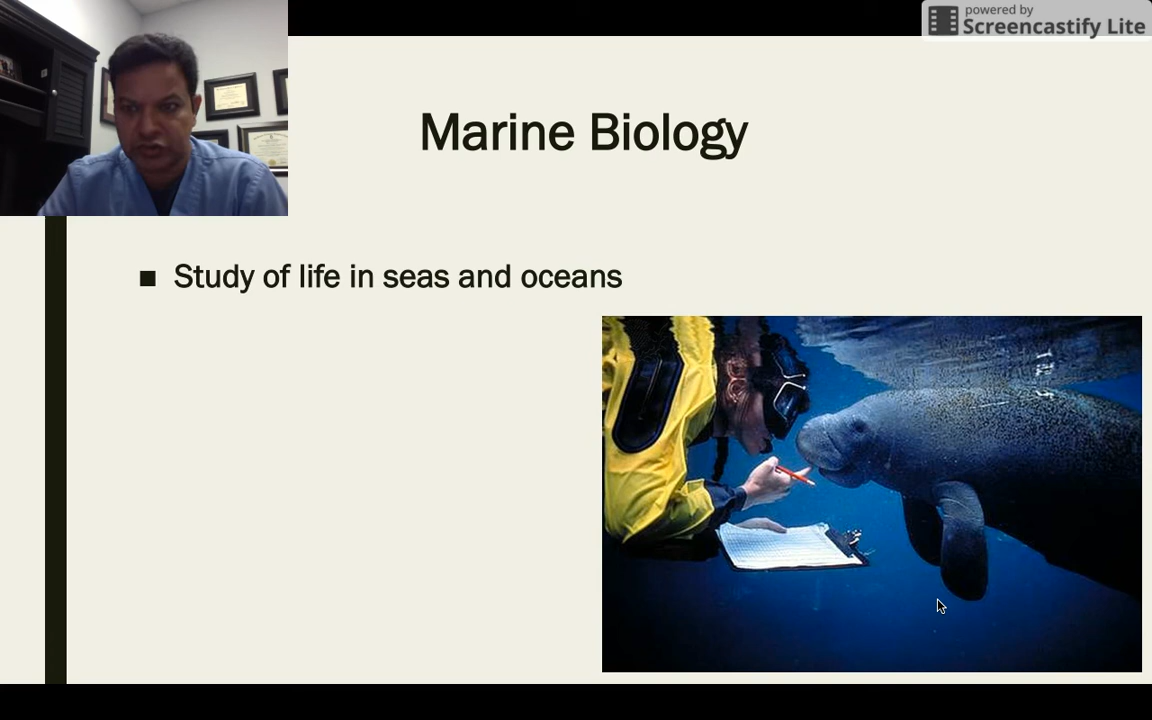 powered by
Screencastify Lite
Marine Biology
■ Study of life in seas and oceans